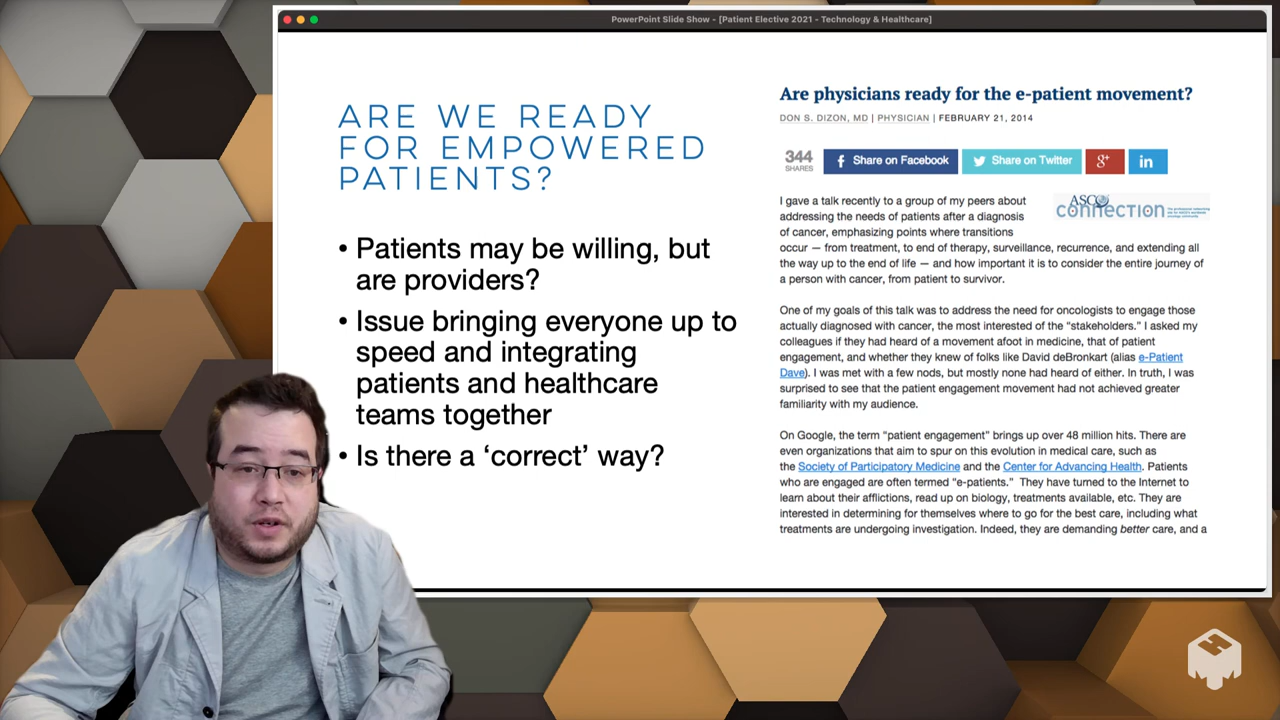 PowerPoint Slide Show - [Patient Elective 2021 - Technology & Healthcare]
ARE WE READY
FOR EMPOWERED
PATIENTS?
• Patients may be willing, but
are providers?
• Issue bringing everyone up to
speed and integrating
patients and healthcare
teams together
• Is there a ‘correct’ way?
Are physicians ready for the e-patient movement?
DON S. DIZON, MD | PHYSICIAN | FEBRUARY 21, 2014
344
SHARES
Share on Facebook
Share on Twitter
g+
in
ASCO
connection
I gave a talk recently to a group of my peers about
addressing the needs of patients after a diagnosis
of cancer, emphasizing points where transitions
occur — from treatment, to end of therapy, surveillance, recurrence, and extending all
the way up to the end of life — and how important it is to consider the entire journey of
a person with cancer, from patient to survivor.
One of my goals of this talk was to address the need for oncologists to engage those
actually diagnosed with cancer, the most interested of the “stakeholders.” I asked my
colleagues if they had heard of a movement afoot in medicine, that of patient
engagement, and whether they knew of folks like David deBronkart (alias e-Patient
Dave). I was met with a few nods, but mostly none had heard of either. In truth, I was
surprised to see that the patient engagement movement had not achieved greater
familiarity with my audience.
On Google, the term “patient engagement” brings up over 48 million hits. There are
even organizations that aim to spur on this evolution in medical care, such as
the Society of Participatory Medicine and the Center for Advancing Health. Patients
who are engaged are often termed “e-patients.” They have turned to the Internet to
learn about their afflictions, read up on biology, treatments available, etc. They are
interested in determining for themselves where to go for the best care, including what
treatments are undergoing investigation. Indeed, they are demanding better care, and a